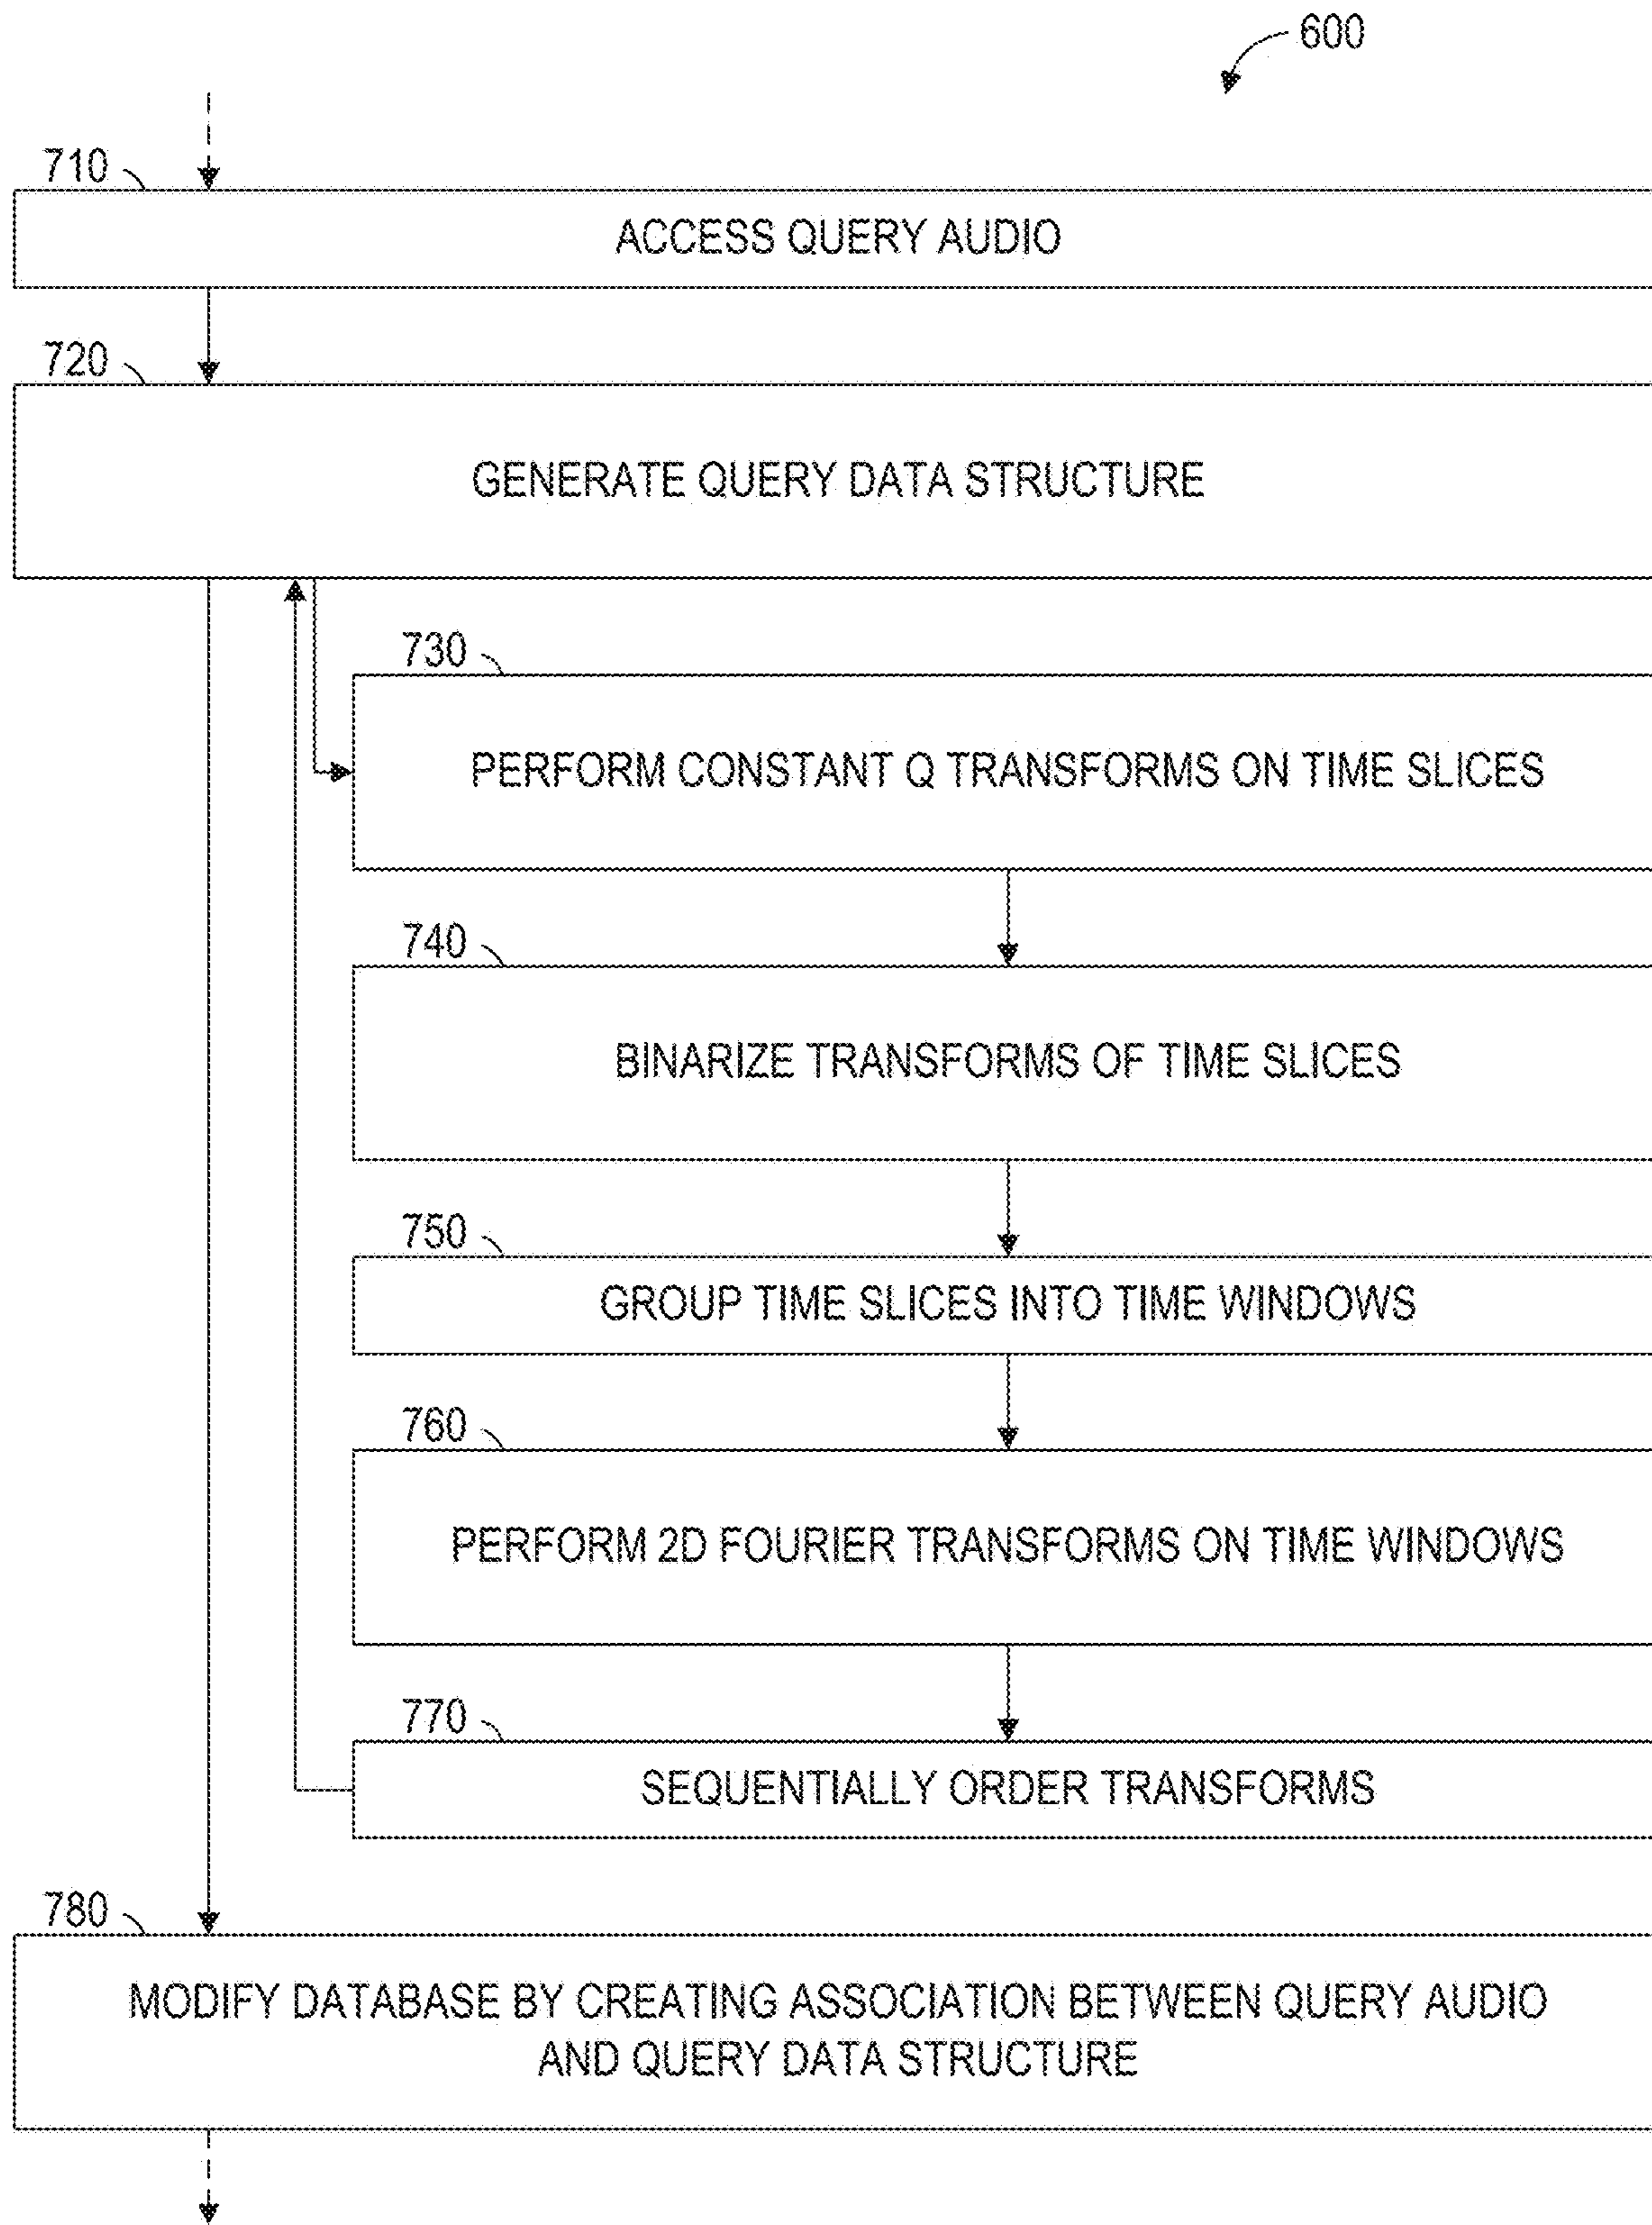 600
710
ACCESS QUERY AUDIO
720
GENERATE QUERY DATA STRUCTURE
730
PERFORM CONSTANT Q TRANSFORMS ON TIME SLICES
740
BINARIZE TRANSFORMS OF TIME SLICES
750
GROUP TIME SLICES INTO TIME WINDOWS
760
PERFORM 2D FOURIER TRANSFORMS ON TIME WINDOWS
770
SEQUENTIALLY ORDER TRANSFORMS
780
MODIFY DATABASE BY CREATING ASSOCIATION BETWEEN QUERY AUDIO
AND QUERY DATA STRUCTURE